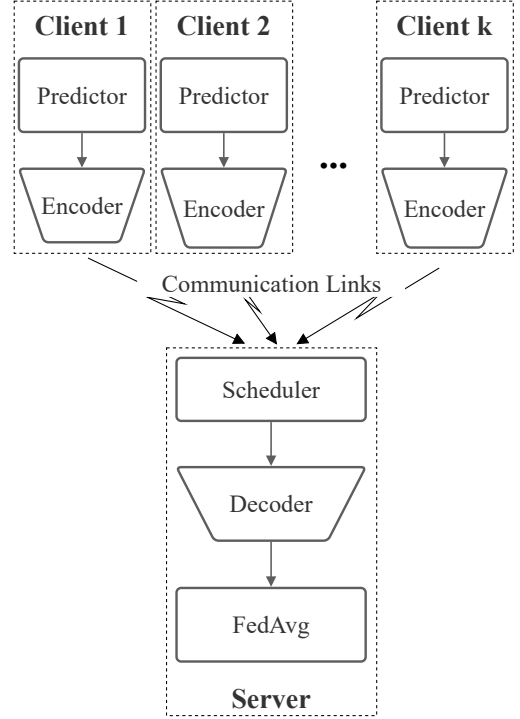 Client 1
Client 2
Client k
Predictor
Predictor
Predictor
...
Encoder
Encoder
Encoder
Communication Links
Scheduler
Decoder
FedAvg
Server